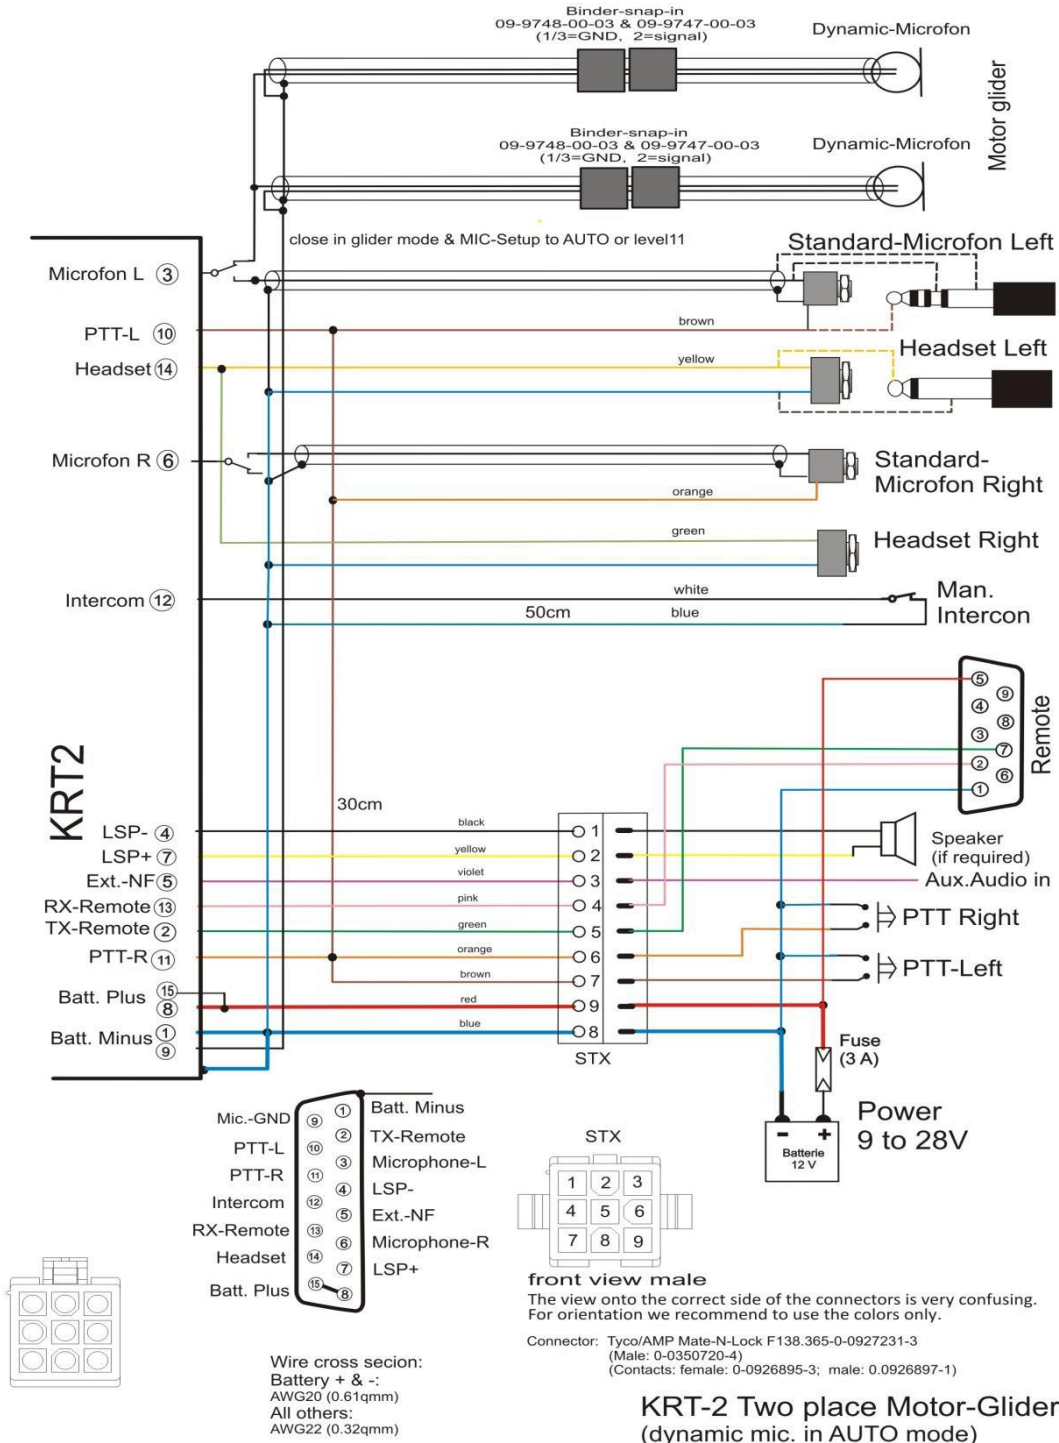 Binder-snap-in
09-9748-00-03 & 09-9747-00-03
(1/3=GND, 2=signal)
Dynamic-Microfon
Motor glider
Binder-snap-in
09-9748-00-03 & 09-9747-00-03
(1/3=GND, 2=signal)
Dynamic-Microfon
close in glider mode & MIC-Setup to AUTO or level11
Standard-Microfon Left
Microfon L 3
PTT-L 10
brown
Headset 14
yellow
Headset Left
Microfon R 6
Standard-
Microfon Right
orange
green
Headset Right
Intercom 12
white
50cm
blue
Man.
Intercon
KRT2
30cm
5
9
4
8
3
7
2
6
1
Remote
LSP- 4
black
1
LSP+ 7
yellow
2
Ext.-NF 5
violet
3
RX-Remote 13
pink
4
TX-Remote 2
green
5
PTT-R 11
orange
6
brown
7
Batt. Plus 15
8
red
9
Batt. Minus 1
9
blue
8
STX
Speaker
(if required)
Aux.Audio in
PTT Right
PTT-Left
Fuse
(3 A)
Power
9 to 28V
- +
Batterie
12 V
Mic.-GND 9
1 Batt. Minus
PTT-L 10
2 TX-Remote
PTT-R 11
3 Microphone-L
Intercom 12
4 LSP-
RX-Remote 13
5 Ext.-NF
Headset 14
6 Microphone-R
Batt. Plus 15
7 LSP+
8
STX
1 2 3
4 5 6
7 8 9
front view male
The view onto the correct side of the connectors is very confusing.
For orientation we recommend to use the colors only.
Connector: Tyco/AMP Mate-N-Lock F138.365-0-0927231-3
(Male: 0-0350720-4)
(Contacts: female: 0-0926895-3; male: 0.0926897-1)
Wire cross secion:
Battery + & -:
AWG20 (0.61qmm)
All others:
AWG22 (0.32qmm)
KRT-2 Two place Motor-Glider
(dynamic mic. in AUTO mode)